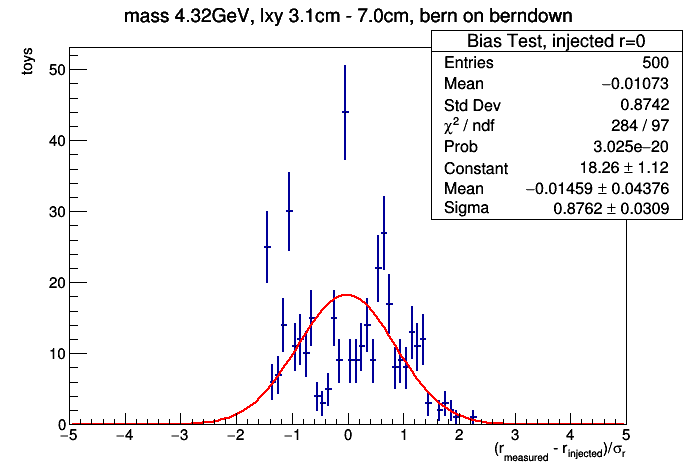 mass 4.32GeV, lxy 3.1cm - 7.0cm, bern on berndown
Bias Test, injected r=0
Entries 500
Mean −0.01073
Std Dev 0.8742
χ² / ndf 284 / 97
Prob 3.025e−20
Constant 18.26 ± 1.12
Mean −0.01459 ± 0.04376
Sigma 0.8762 ± 0.0309
toys
50
40
30
20
10
0
−5 −4 −3 −2 −1 0 1 2 3 4 5
(r_measured - r_injected)/σ_r